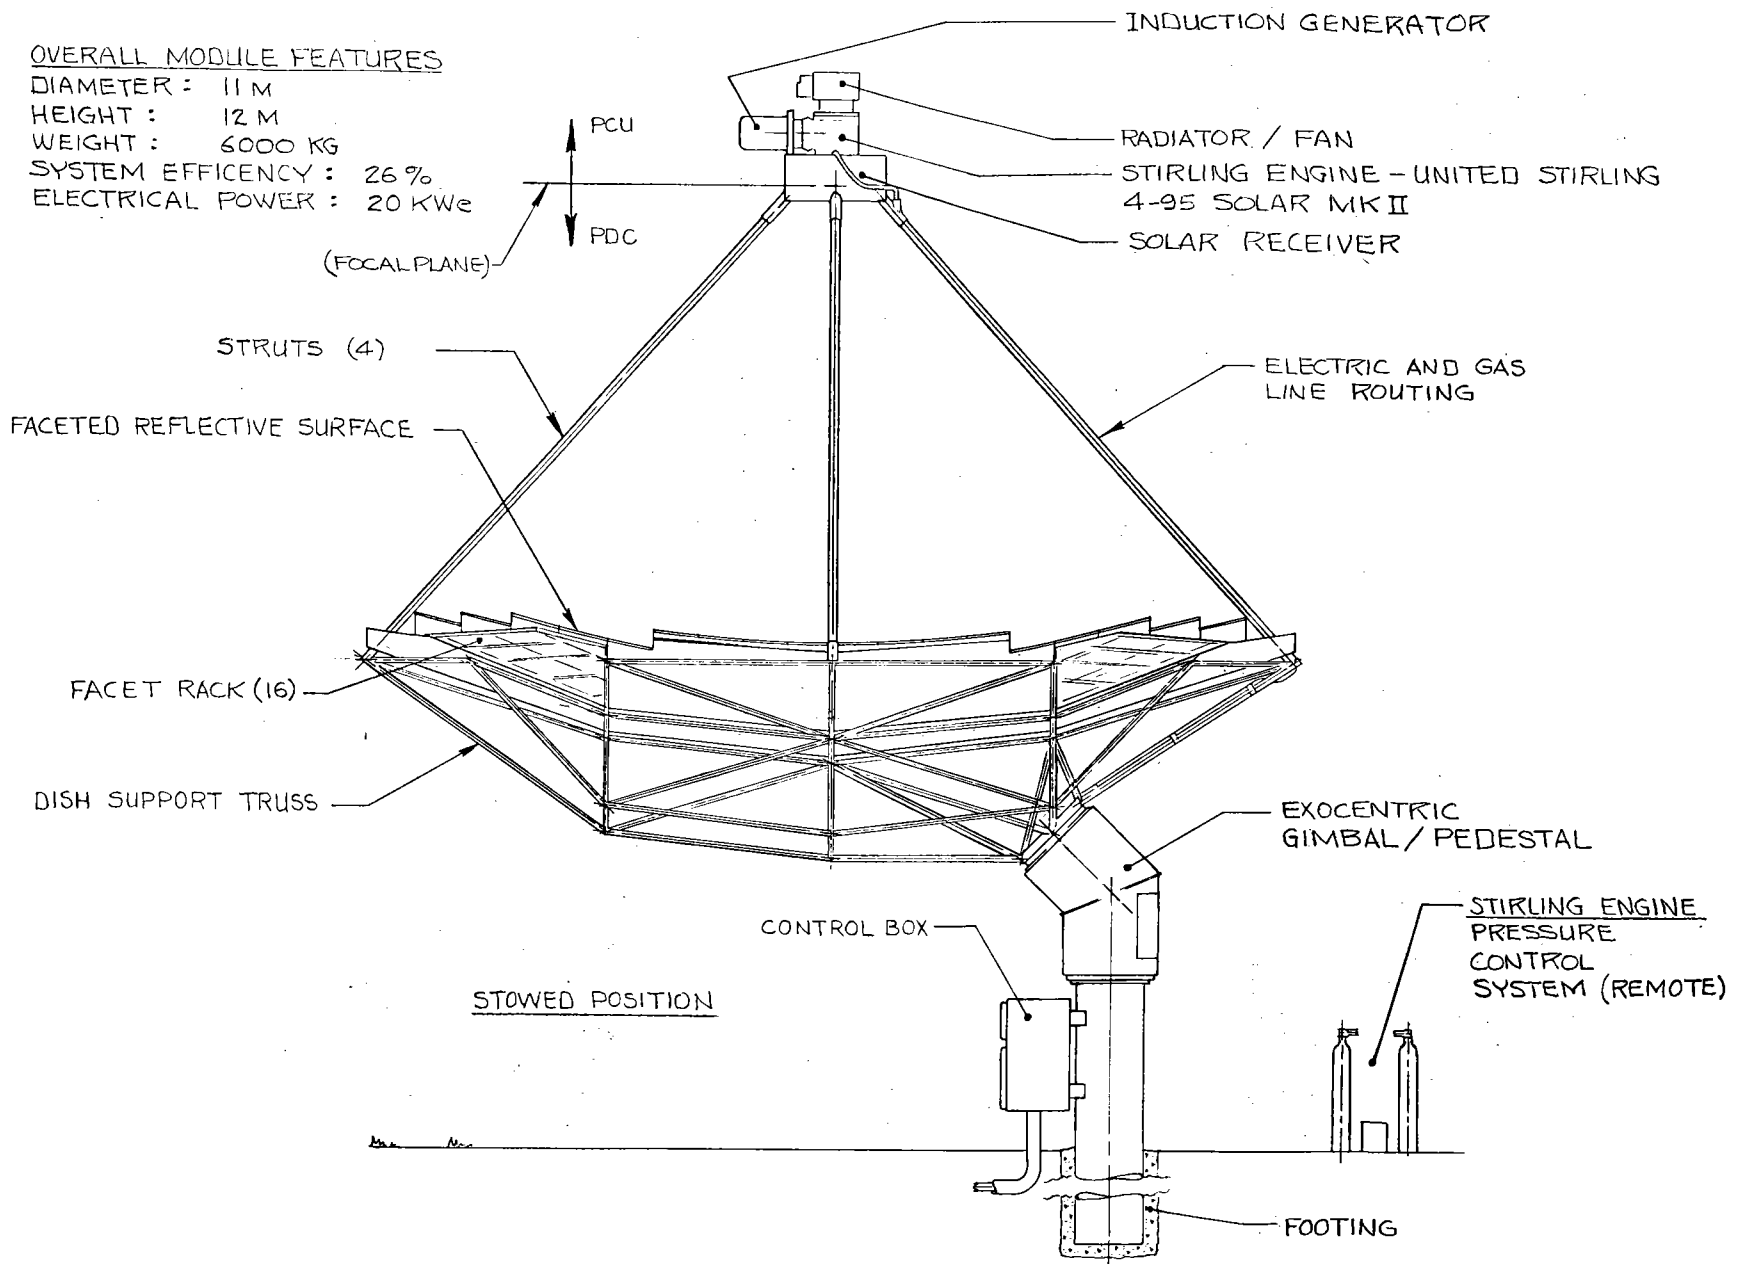 OVERALL MODULE FEATURES
DIAMETER : 11 M
HEIGHT : 12 M
WEIGHT : 6000 KG
SYSTEM EFFICENCY : 26 %
ELECTRICAL POWER : 20 KWe
PCU
PDC
(FOCAL PLANE)
INDUCTION GENERATOR
RADIATOR / FAN
STIRLING ENGINE - UNITED STIRLING
4-95 SOLAR MK II
SOLAR RECEIVER
STRUTS (4)
ELECTRIC AND GAS
LINE ROUTING
FACETED REFLECTIVE SURFACE
FACET RACK (16)
DISH SUPPORT TRUSS
EXOCENTRIC
GIMBAL / PEDESTAL
CONTROL BOX
STIRLING ENGINE
PRESSURE
CONTROL
SYSTEM (REMOTE)
STOWED POSITION
FOOTING